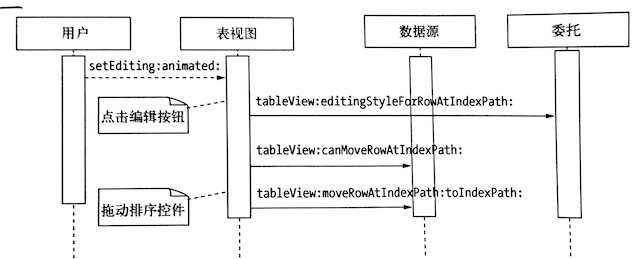 用户
表视图
数据源
委托
setEditing:animated:
点击编辑按钮
tableView:editingStyleForRowAtIndexPath:
tableView:canMoveRowAtIndexPath:
拖动排序控件
tableView:moveRowAtIndexPath:toIndexPath: